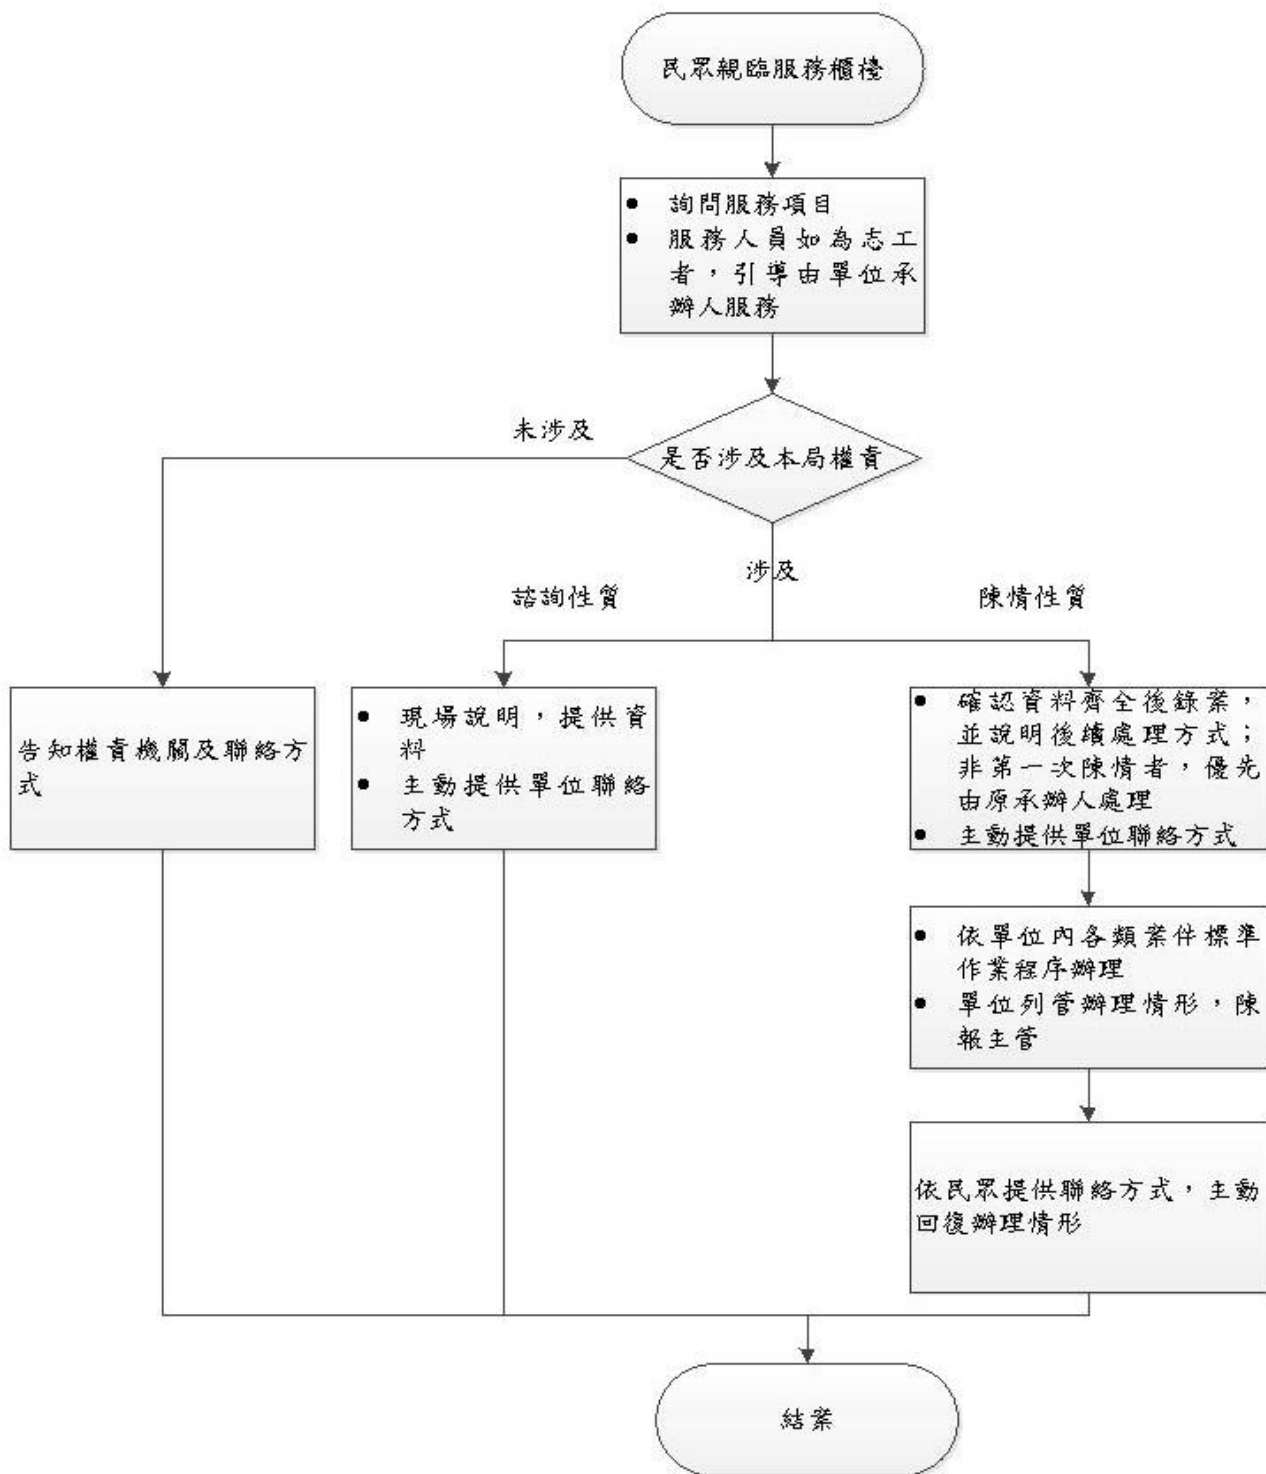 民眾親臨服務櫃檯
● 詢問服務項目
● 服務人員如為志工
者，引導由單位承
辦人服務
是否涉及本局權責
未涉及
涉及
諮詢性質
陳情性質
告知權責機關及聯絡方
式
● 現場說明，提供資
料
● 主動提供單位聯絡
方式
● 確認資料齊全後錄案，
並說明後續處理方式；
非第一次陳情者，優先
由原承辦人處理
● 主動提供單位聯絡方式
● 依單位內各類案件標準
作業程序辦理
● 單位列管辦理情形，陳
報主管
依民眾提供聯絡方式，主動
回復辦理情形
結案